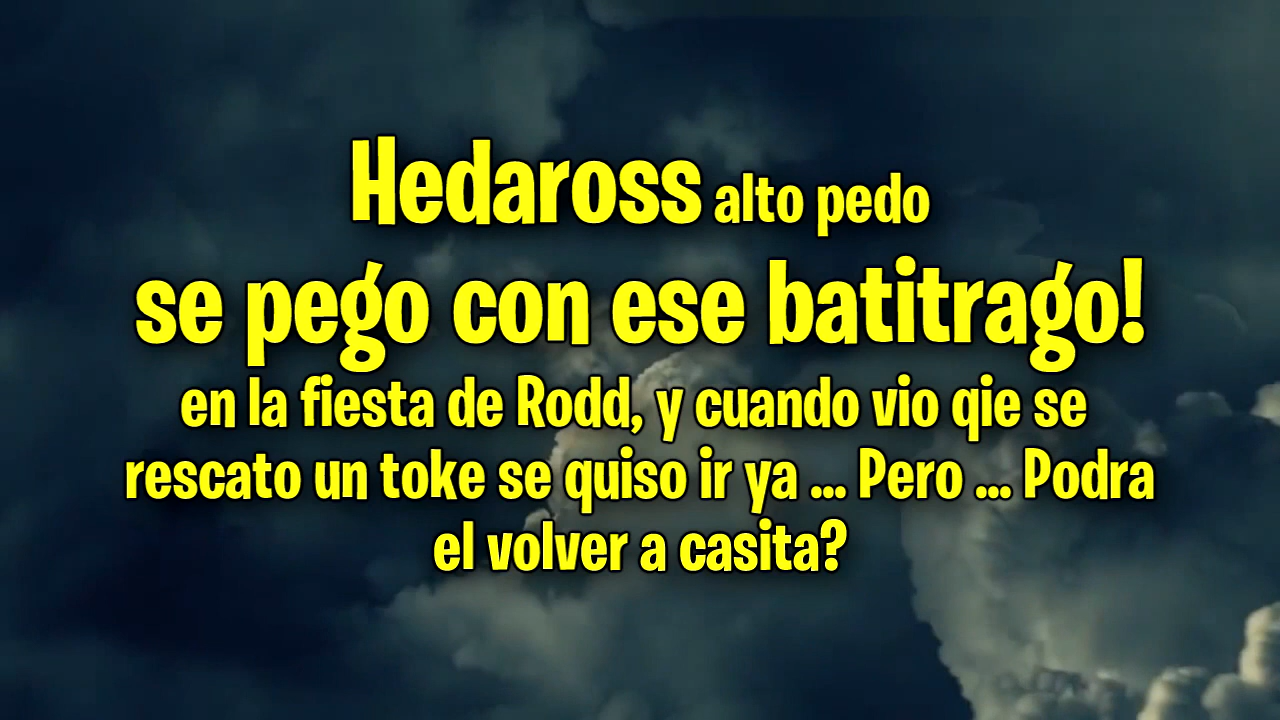 Hedaross alto pedo
se pego con ese batitrago!
en la fiesta de Rodd, y cuando vio qie se
rescato un toke se quiso ir ya ... Pero ... Podra
el volver a casita?